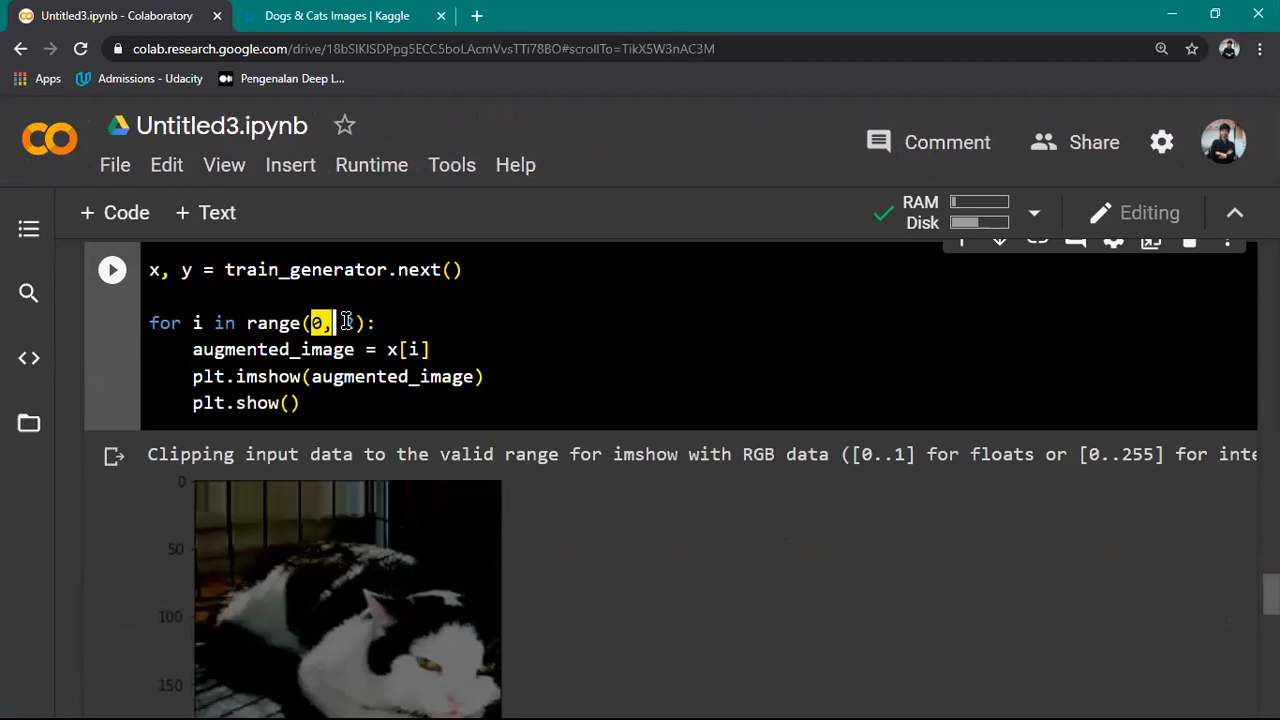 Untitled3.ipynb - Colaboratory
Dogs & Cats Images | Kaggle
colab.research.google.com/drive/18bSlKISDPpg5ECC5boLAcmVvsTTi78BO#scrollTo=TikX5W3nAC3M
Apps
Admissions - Udacity
Pengenalan Deep L...
Untitled3.ipynb
Comment
Share
File Edit View Insert Runtime Tools Help
+ Code + Text
RAM
Disk
Editing
x, y = train_generator.next()
for i in range(0, ):
augmented_image = x[i]
plt.imshow(augmented_image)
plt.show()
Clipping input data to the valid range for imshow with RGB data ([0..1] for floats or [0..255] for inte
0
50
100
150